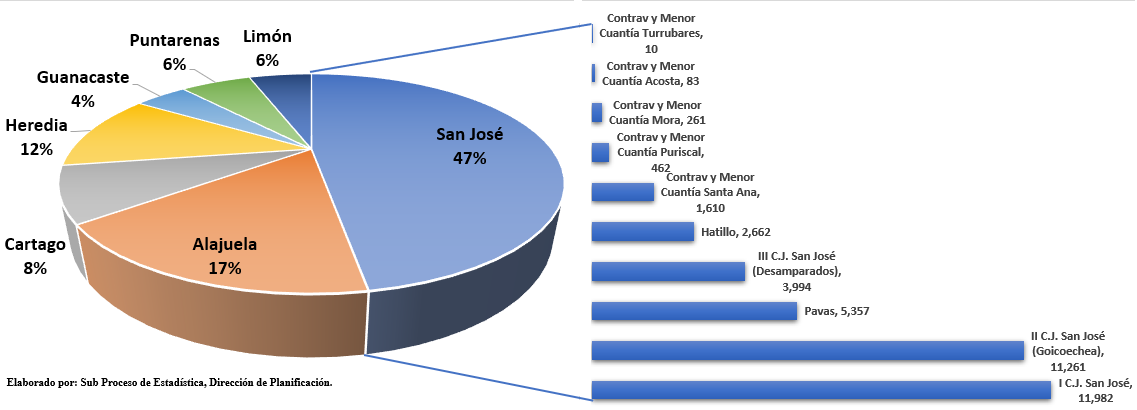 Limón
6%
Puntarenas
6%
Guanacaste
4%
Heredia
12%
San José
47%
Cartago
8%
Alajuela
17%
Elaborado por: Sub Proceso de Estadística, Dirección de Planificación.
Contrav y Menor
Cuantía Turrubares,
10
Contrav y Menor
Cuantía Acosta, 83
Contrav y Menor
Cuantía Mora, 261
Contrav y Menor
Cuantía Puriscal,
462
Contrav y Menor
Cuantía Santa Ana,
1,610
Hatillo, 2,662
III C.J. San José
(Desamparados),
3,994
Pavas, 5,357
II C.J. San José
(Goicoechea),
11,261
I C.J. San José,
11,982